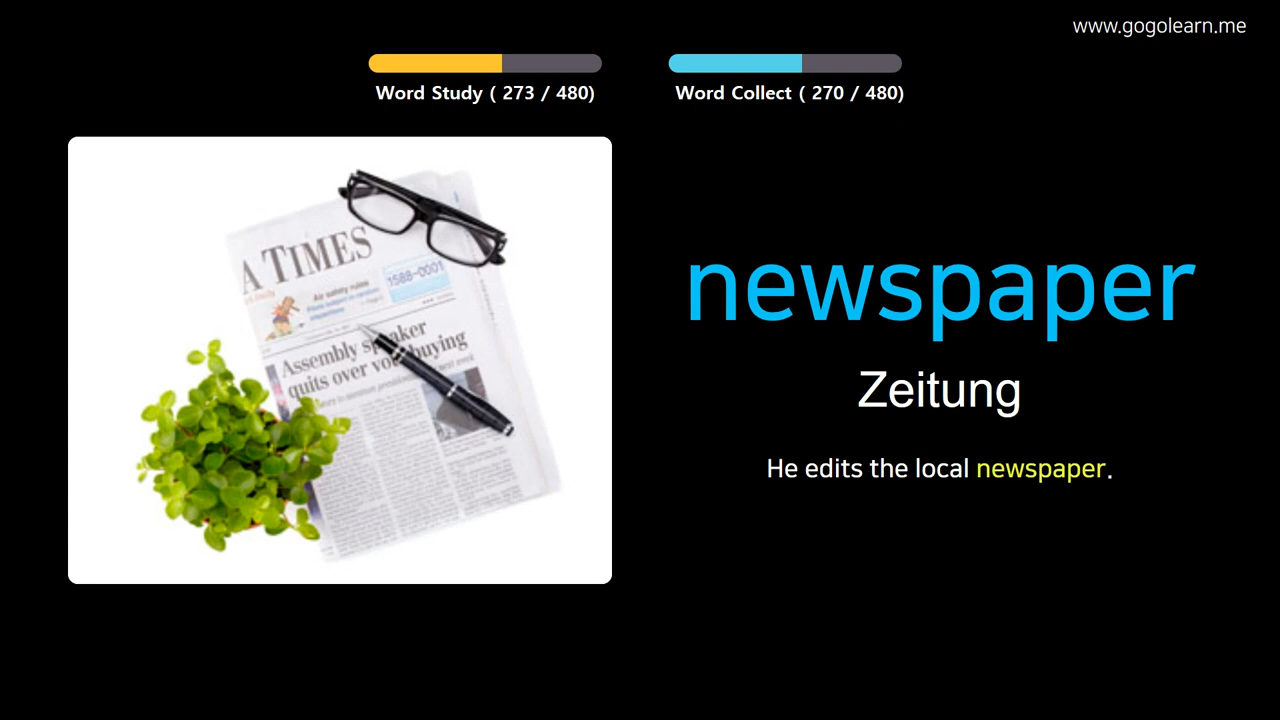 www.gogolearn.me
Word Study ( 273 / 480)
Word Collect ( 270 / 480)
A TIMES
1588-0001
Air safety rules
Assembly speaker
quits over vote buying
newspaper
Zeitung
He edits the local newspaper.